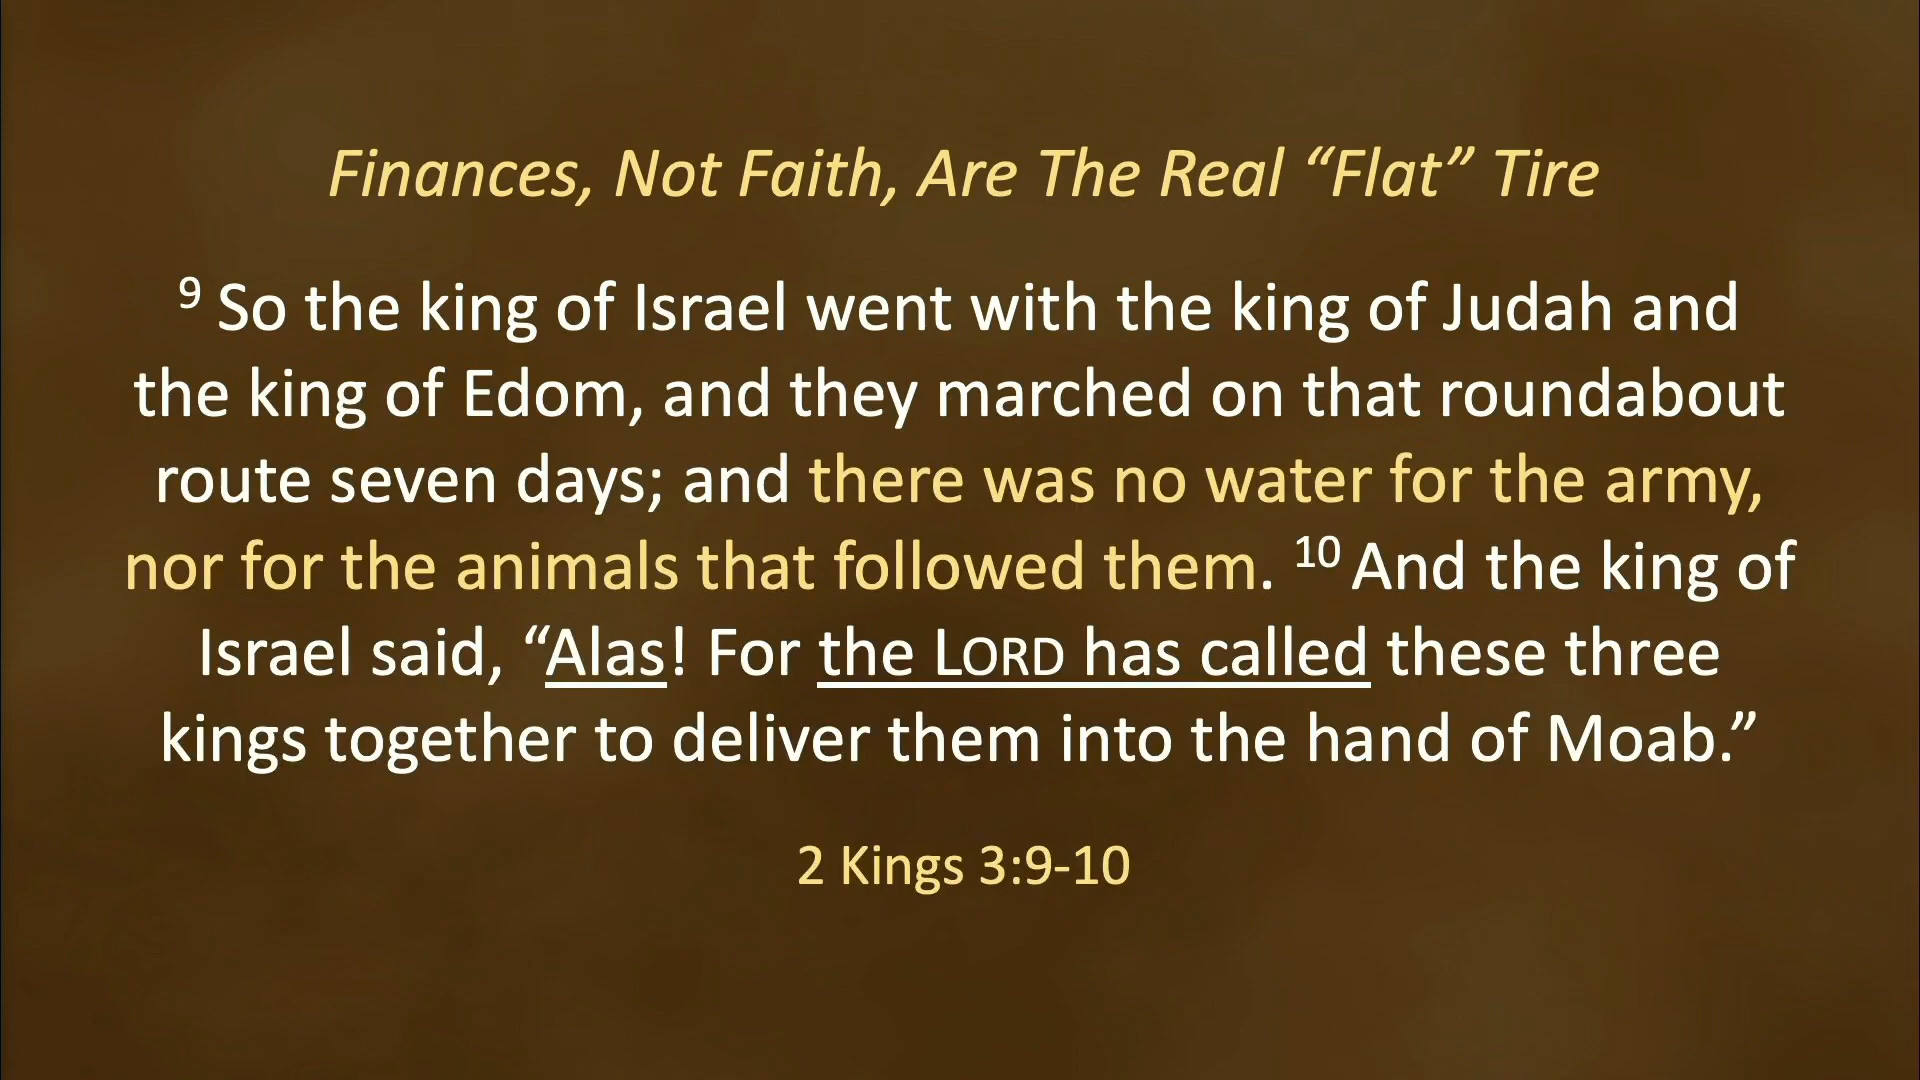 Finances, Not Faith, Are The Real “Flat” Tire
9 So the king of Israel went with the king of Judah and
the king of Edom, and they marched on that roundabout
route seven days; and there was no water for the army,
nor for the animals that followed them. 10 And the king of
Israel said, “Alas! For the LORD has called these three
kings together to deliver them into the hand of Moab.”
2 Kings 3:9-10